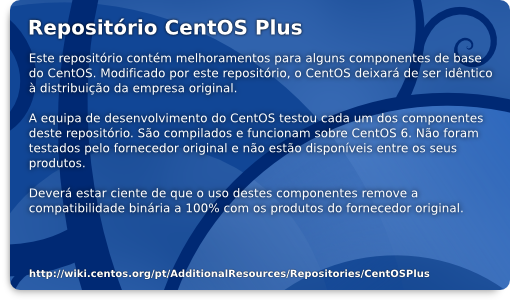 Repositório CentOS Plus
Este repositório contém melhoramentos para alguns componentes de base
do CentOS. Modificado por este repositório, o CentOS deixará de ser idêntico
à distribuição da empresa original.
A equipa de desenvolvimento do CentOS testou cada um dos componentes
deste repositório. São compilados e funcionam sobre CentOS 6. Não foram
testados pelo fornecedor original e não estão disponíveis entre os seus
produtos.
Deverá estar ciente de que o uso destes componentes remove a
compatibilidade binária a 100% com os produtos do fornecedor original.
http://wiki.centos.org/pt/AdditionalResources/Repositories/CentOSPlus